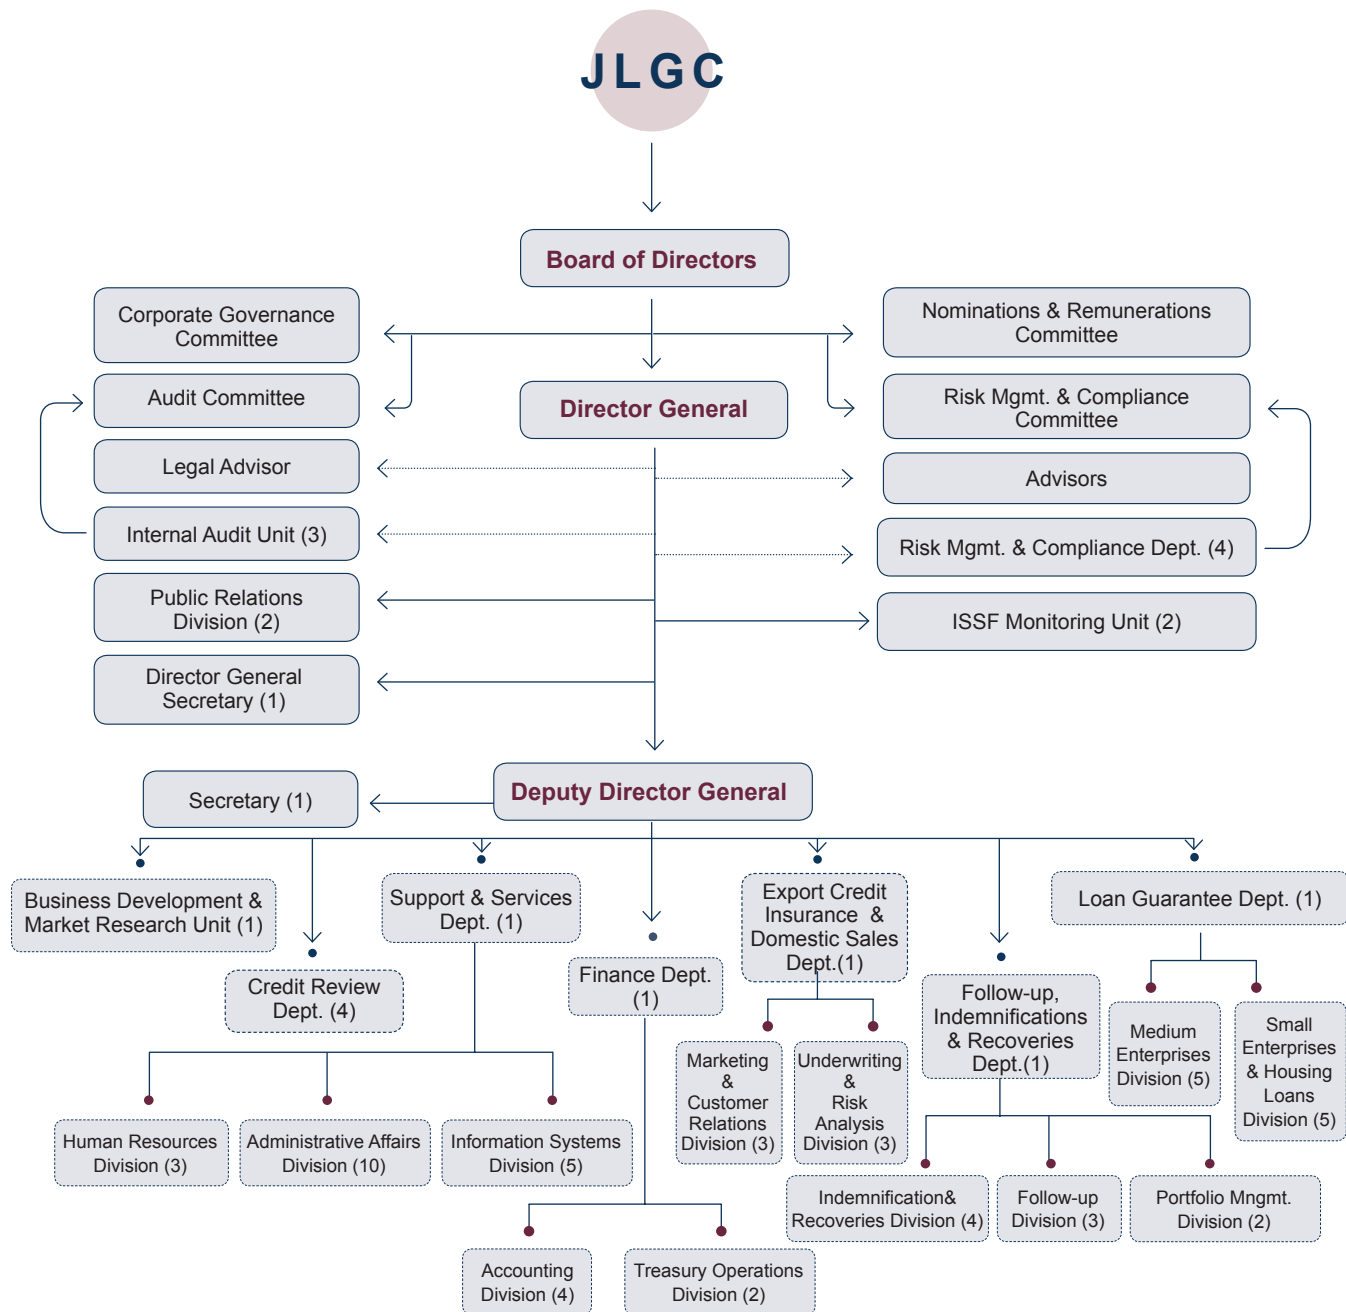 JLGC
Board of Directors
Corporate Governance
Committee
Nominations & Remunerations
Committee
Audit Committee
Director General
Risk Mgmt. & Compliance
Committee
Legal Advisor
Advisors
Internal Audit Unit (3)
Risk Mgmt. & Compliance Dept. (4)
Public Relations
Division (2)
ISSF Monitoring Unit (2)
Director General
Secretary (1)
Deputy Director General
Secretary (1)
Business Development &
Market Research Unit (1)
Support & Services
Dept. (1)
Export Credit
Insurance &
Domestic Sales
Dept.(1)
Loan Guarantee Dept. (1)
Credit Review
Dept. (4)
Finance Dept.
(1)
Follow-up,
Indemnifications
& Recoveries
Dept.(1)
Medium
Enterprises
Division (5)
Small
Enterprises
& Housing
Loans
Division (5)
Marketing
&
Customer
Relations
Division (3)
Underwriting
&
Risk
Analysis
Division (3)
Human Resources
Division (3)
Administrative Affairs
Division (10)
Information Systems
Division (5)
Indemnification&
Recoveries Division (4)
Follow-up
Division (3)
Portfolio Mngmt.
Division (2)
Accounting
Division (4)
Treasury Operations
Division (2)